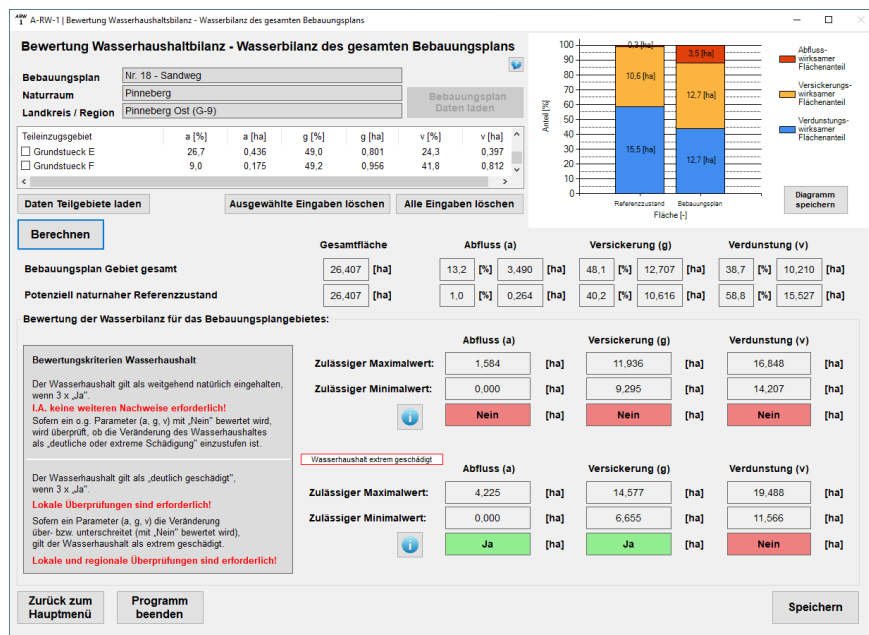 A-RW-1 | Bewertung Wasserhaushaltsbilanz - Wasserbilanz des gesamten Bebauungsplans
Bewertung Wasserhaushaltbilanz - Wasserbilanz des gesamten Bebauungsplans
Bebauungsplan Nr. 18 - Sandweg
Naturraum Pinneberg
Landkreis / Region Pinneberg Ost (G-9)
Bebauungsplan
Daten laden
Teileinzugsgebiet a [%] a [ha] g [%] g [ha] v [%] v [ha]
Grundstueck E 26,7 0,436 49,0 0,801 24,3 0,397
Grundstueck F 9,0 0,175 49,2 0,956 41,8 0,812
Daten Teilgebiete laden Ausgewählte Eingaben löschen Alle Eingaben löschen
Anteil [%]
100
90
80
70
60
50
40
30
20
10
0
0,3 [ha]
10,6 [ha]
15,5 [ha]
3,5 [ha]
12,7 [ha]
12,7 [ha]
Referenzzustand Bebauungsplan
Fläche [-]
Abfluss-
wirksamer
Flächenanteil
Versickerungs-
wirksamer
Flächenanteil
Verdunstungs-
wirksamer
Flächenanteil
Diagramm
speichern
Berechnen
Gesamtfläche Abfluss (a) Versickerung (g) Verdunstung (v)
Bebauungsplan Gebiet gesamt 26,407 [ha] 13,2 [%] 3,490 [ha] 48,1 [%] 12,707 [ha] 38,7 [%] 10,210 [ha]
Potenziell naturnaher Referenzzustand 26,407 [ha] 1,0 [%] 0,264 [ha] 40,2 [%] 10,616 [ha] 58,8 [%] 15,527 [ha]
Bewertung der Wasserbilanz für das Bebauungsplangebietes:
Bewertungskriterien Wasserhaushalt
Der Wasserhaushalt gilt als weitgehend natürlich eingehalten,
wenn 3 x „Ja".
I.A. keine weiteren Nachweise erforderlich!
Sofern ein o.g. Parameter (a, g, v) mit „Nein" bewertet wird,
wird überprüft, ob die Veränderung des Wasserhaushaltes
als „deutliche oder extreme Schädigung" einzustufen ist.
Der Wasserhaushalt gilt als „deutlich geschädigt",
wenn 3 x „Ja".
Lokale Überprüfungen sind erforderlich!
Sofern ein Parameter (a, g, v) die Veränderung
über- bzw. unterschreitet (mit „Nein" bewertet wird),
gilt der Wasserhaushalt als extrem geschädigt.
Lokale und regionale Überprüfungen sind erforderlich!
Abfluss (a) Versickerung (g) Verdunstung (v)
Zulässiger Maximalwert: 1,584 [ha] 11,936 [ha] 16,848 [ha]
Zulässiger Minimalwert: 0,000 [ha] 9,295 [ha] 14,207 [ha]
Nein [ha] Nein [ha] Nein [ha]
Wasserhaushalt extrem geschädigt
Abfluss (a) Versickerung (g) Verdunstung (v)
Zulässiger Maximalwert: 4,225 [ha] 14,577 [ha] 19,488 [ha]
Zulässiger Minimalwert: 0,000 [ha] 6,655 [ha] 11,566 [ha]
Ja [ha] Ja [ha] Nein [ha]
Zurück zum
Hauptmenü
Programm
beenden
Speichern